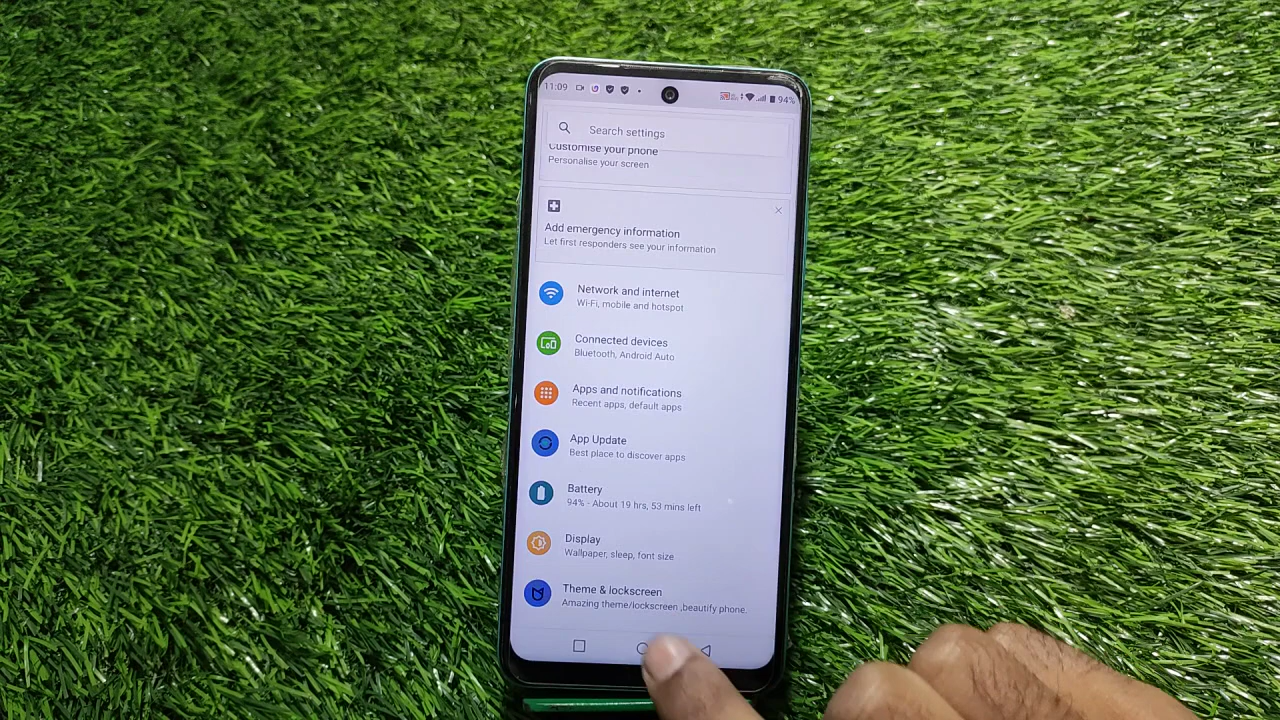 11:09
94%
Search settings
Customise your phone
Personalise your screen
Add emergency information
Let first responders see your information
Network and internet
Wi-Fi, mobile and hotspot
Connected devices
Bluetooth, Android Auto
Apps and notifications
Recent apps, default apps
App Update
Best place to discover apps
Battery
94% - About 19 hrs, 53 mins left
Display
Wallpaper, sleep, font size
Theme & lockscreen
Amazing theme/lockscreen ,beautify phone.